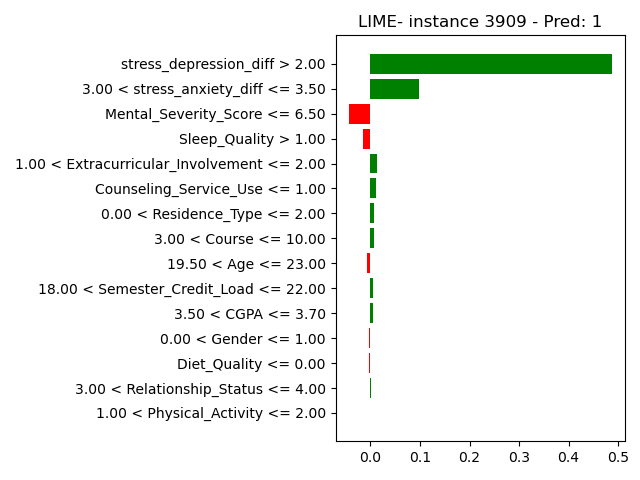 LIME- instance 3909 - Pred: 1
stress_depression_diff > 2.00
3.00 < stress_anxiety_diff <= 3.50
Mental_Severity_Score <= 6.50
Sleep_Quality > 1.00
1.00 < Extracurricular_Involvement <= 2.00
Counseling_Service_Use <= 1.00
0.00 < Residence_Type <= 2.00
3.00 < Course <= 10.00
19.50 < Age <= 23.00
18.00 < Semester_Credit_Load <= 22.00
3.50 < CGPA <= 3.70
0.00 < Gender <= 1.00
Diet_Quality <= 0.00
3.00 < Relationship_Status <= 4.00
1.00 < Physical_Activity <= 2.00
0.0 0.1 0.2 0.3 0.4 0.5